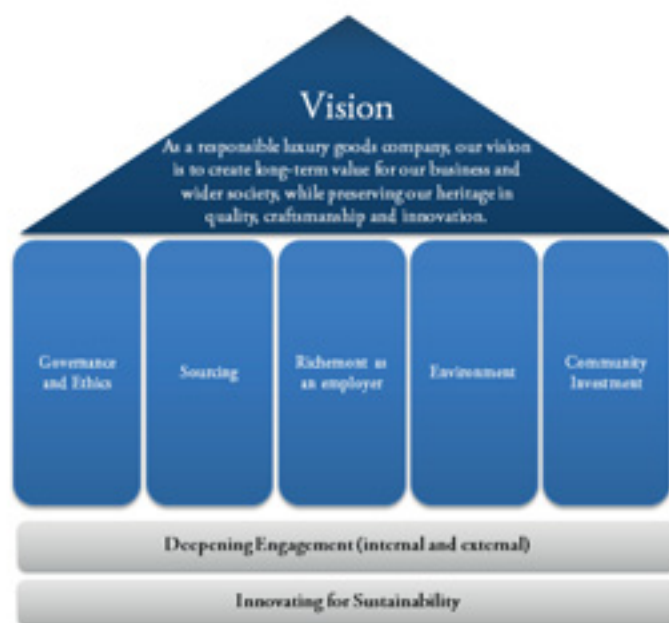 Vision
As a responsible luxury goods company, our vision
is to create long-term value for our business and
wider society, while preserving our heritage in
quality, craftsmanship and innovation.
Governance
and Ethics
Sourcing
Richemont as
an employer
Environment
Community
Investment
Deepening Engagement (internal and external)
Innovating for Sustainability